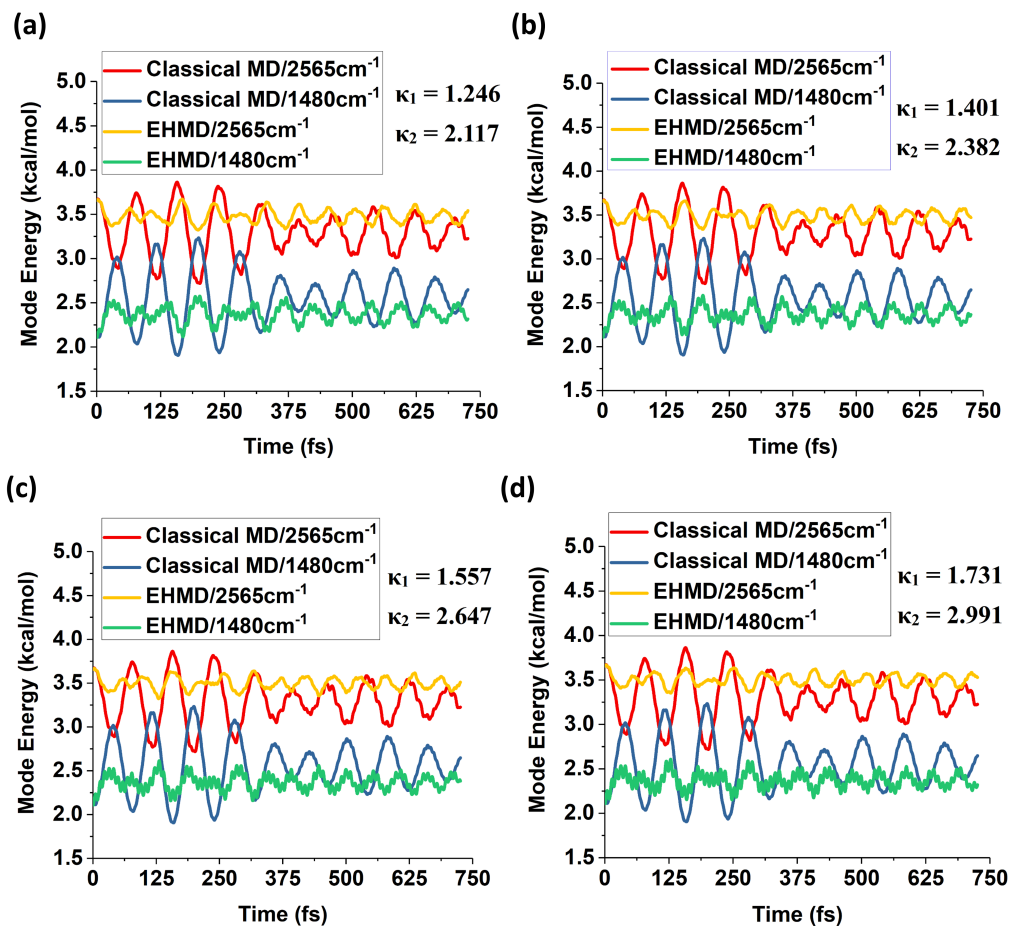 (a)
Classical MD/2565cm⁻¹
Classical MD/1480cm⁻¹
EHMD/2565cm⁻¹
EHMD/1480cm⁻¹
κ₁ = 1.246
κ₂ = 2.117
Mode Energy (kcal/mol)
5.0
4.5
4.0
3.5
3.0
2.5
2.0
1.5
0
125
250
375
500
625
750
Time (fs)
(b)
Classical MD/2565cm⁻¹
Classical MD/1480cm⁻¹
EHMD/2565cm⁻¹
EHMD/1480cm⁻¹
κ₁ = 1.401
κ₂ = 2.382
Mode Energy (kcal/mol)
5.0
4.5
4.0
3.5
3.0
2.5
2.0
1.5
0
125
250
375
500
625
750
Time (fs)
(c)
Classical MD/2565cm⁻¹
Classical MD/1480cm⁻¹
EHMD/2565cm⁻¹
EHMD/1480cm⁻¹
κ₁ = 1.557
κ₂ = 2.647
Mode Energy (kcal/mol)
5.0
4.5
4.0
3.5
3.0
2.5
2.0
1.5
0
125
250
375
500
625
750
Time (fs)
(d)
Classical MD/2565cm⁻¹
Classical MD/1480cm⁻¹
EHMD/2565cm⁻¹
EHMD/1480cm⁻¹
κ₁ = 1.731
κ₂ = 2.991
Mode Energy (kcal/mol)
5.0
4.5
4.0
3.5
3.0
2.5
2.0
1.5
0
125
250
375
500
625
750
Time (fs)